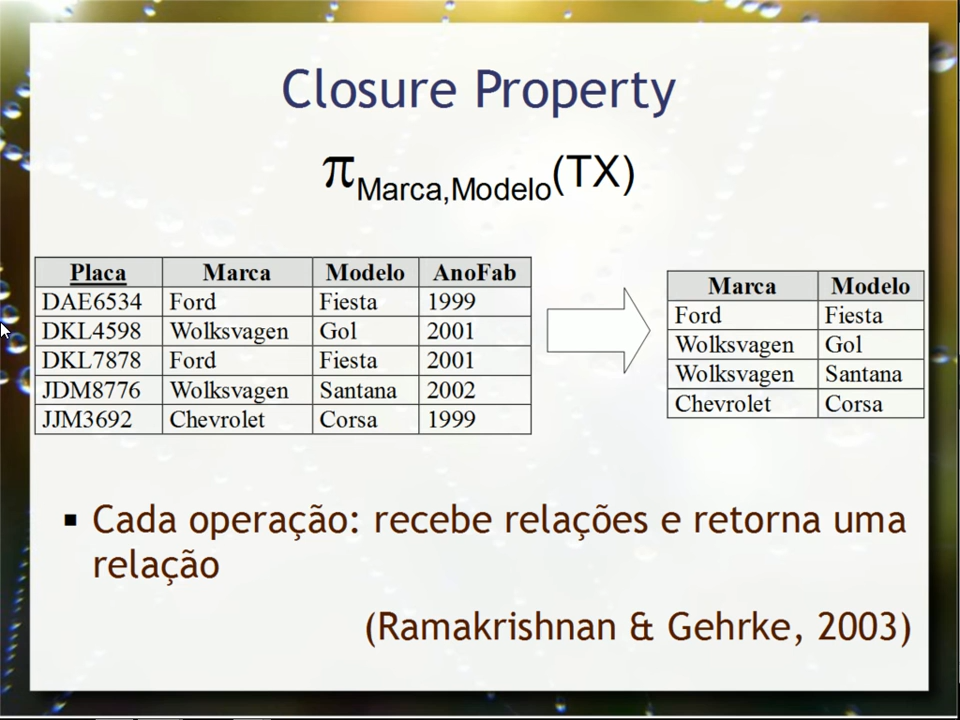 Closure Property
π Marca,Modelo(TX)
Placa Marca Modelo AnoFab
DAE6534 Ford Fiesta 1999
DKL4598 Wolksvagen Gol 2001
DKL7878 Ford Fiesta 2001
JDM8776 Wolksvagen Santana 2002
JJM3692 Chevrolet Corsa 1999
Marca Modelo
Ford Fiesta
Wolksvagen Gol
Wolksvagen Santana
Chevrolet Corsa
▪ Cada operação: recebe relações e retorna uma
relação
(Ramakrishnan & Gehrke, 2003)